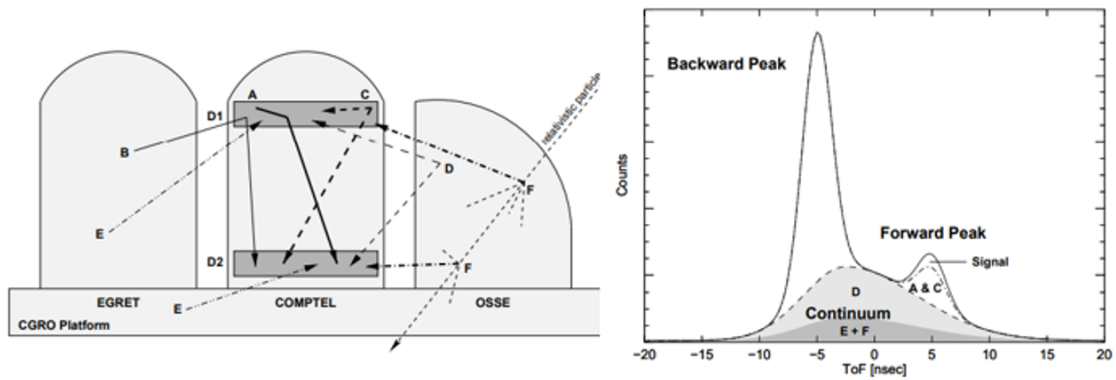 relativistic particle
A
C
D1
B
D
F
E
D2
F
E
EGRET
COMPTEL
OSSE
CGRO Platform
Backward Peak
Counts
Forward Peak
Signal
D
A & C
Continuum
E + F
−20
−15
−10
−5
0
5
10
15
20
ToF [nsec]